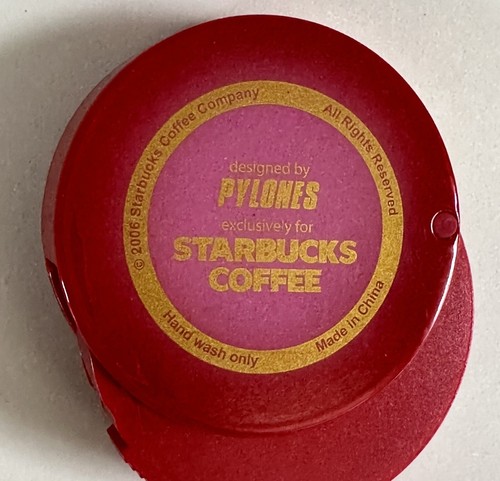 © 2006 Starbucks Coffee Company
All Rights Reserved
designed by
PYLONES
exclusively for
STARBUCKS
COFFEE
Hand wash only
Made in China